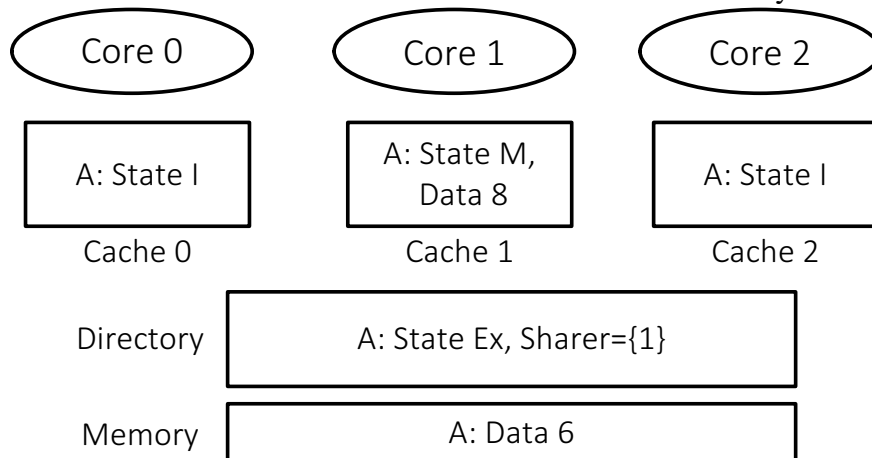 Core 0 Core 1 Core 2
A: State I A: State M, Data 8 A: State I
Cache 0 Cache 1 Cache 2
Directory A: State Ex, Sharer={1}
Memory A: Data 6